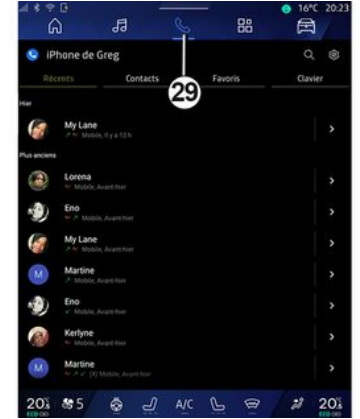 16°C 20:23
iPhone de Greg
Récents Contacts Favoris Clavier
29
Hier
My Lane
Mobile, Il y a 12 h
Plus anciens
Lorena
Mobile, Avant-hier
Eno
Mobile, Avant-hier
My Lane
Mobile, Avant-hier
M Martine
Mobile, Avant-hier
Eno
Mobile, Avant-hier
Kerlyne
Mobile, Avant-hier
M Martine
(4) Mobile, Avant-hier
20 5 A/C 20
ECO ECO